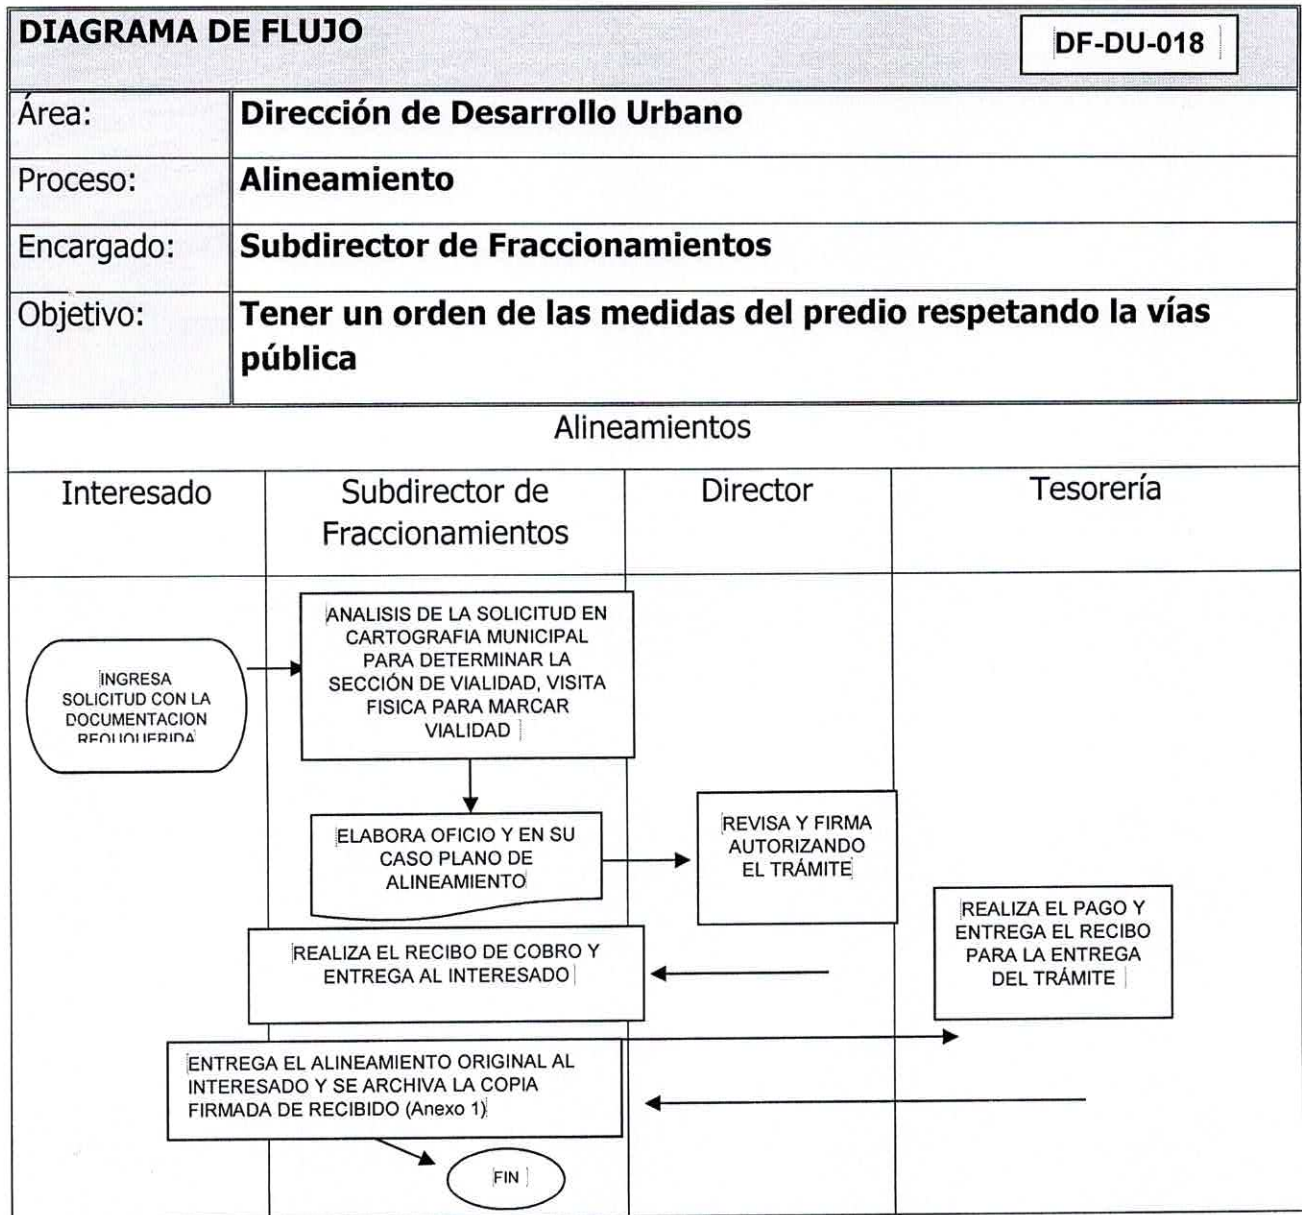 DIAGRAMA DE FLUJO
DF-DU-018
Área:
Dirección de Desarrollo Urbano
Proceso:
Alineamiento
Encargado:
Subdirector de Fraccionamientos
Objetivo:
Tener un orden de las medidas del predio respetando la vías
pública
Alineamientos
Interesado
Subdirector de
Fraccionamientos
Director
Tesorería
INGRESA
SOLICITUD CON LA
DOCUMENTACION
REQUQUERIDA
ANALISIS DE LA SOLICITUD EN
CARTOGRAFIA MUNICIPAL
PARA DETERMINAR LA
SECCIÓN DE VIALIDAD, VISITA
FISICA PARA MARCAR
VIALIDAD
ELABORA OFICIO Y EN SU
CASO PLANO DE
ALINEAMIENTO
REVISA Y FIRMA
AUTORIZANDO
EL TRÁMITE
REALIZA EL RECIBO DE COBRO Y
ENTREGA AL INTERESADO
REALIZA EL PAGO Y
ENTREGA EL RECIBO
PARA LA ENTREGA
DEL TRÁMITE
ENTREGA EL ALINEAMIENTO ORIGINAL AL
INTERESADO Y SE ARCHIVA LA COPIA
FIRMADA DE RECIBIDO (Anexo 1)
FIN